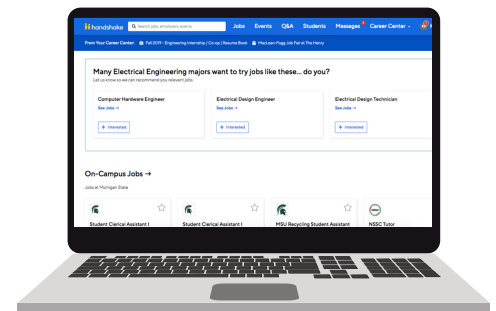 handshake
Search jobs, employers, events
Jobs Events Q&A Students Messages Career Center
From Your Career Center: Fall 2019 - Engineering Internship / Co-op / Resume Book MacLean-Fogg Job Fair at The Henry
Many Electrical Engineering majors want to try jobs like these... do you?
Let us know so we can recommend you relevant jobs.
Computer Hardware Engineer Electrical Design Engineer Electrical Design Technician
See Jobs → See Jobs → See Jobs →
+ Interested + Interested + Interested
On-Campus Jobs →
Jobs at Michigan State
Student Clerical Assistant I Student Clerical Assistant I MSU Recycling Student Assistant NSSC Tutor